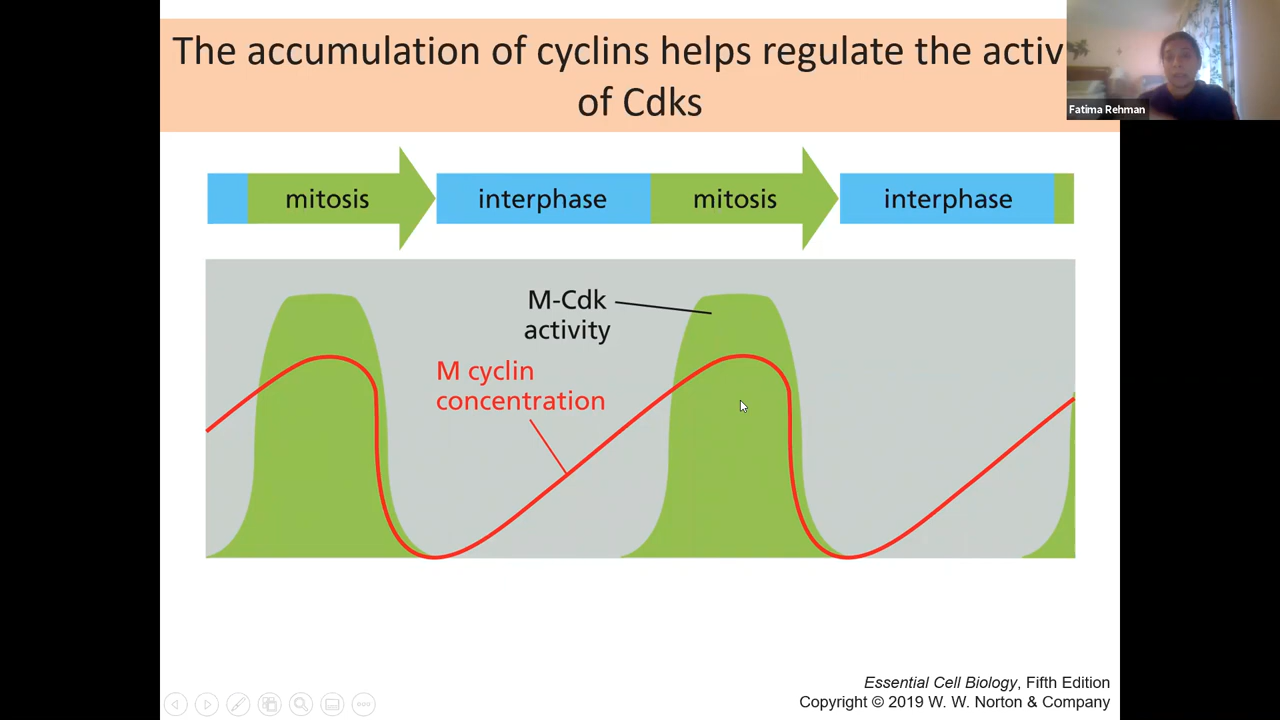 The accumulation of cyclins helps regulate the activ
of Cdks
Fatima Rehman
mitosis
interphase
mitosis
interphase
M-Cdk
activity
M cyclin
concentration
Essential Cell Biology, Fifth Edition
Copyright © 2019 W. W. Norton & Company